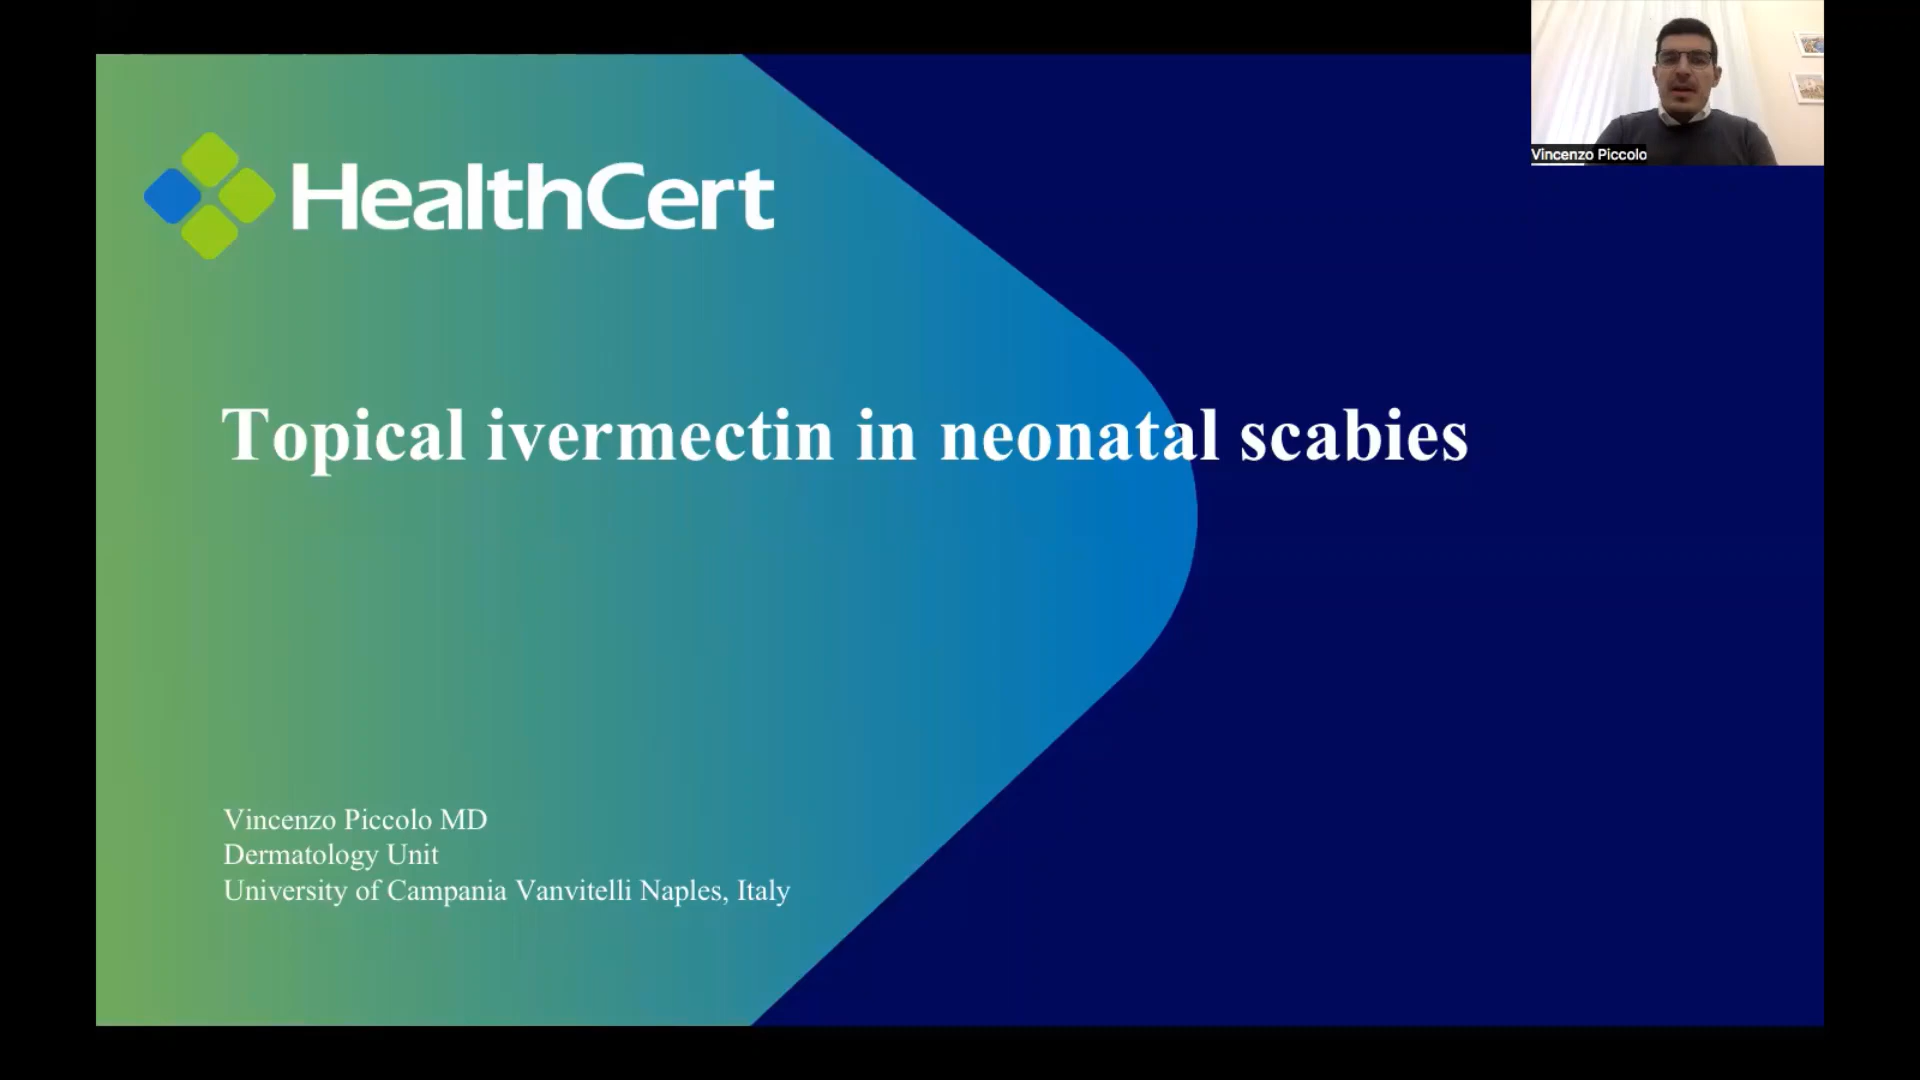 Vincenzo Piccolo
HealthCert
Topical ivermectin in neonatal scabies
Vincenzo Piccolo MD
Dermatology Unit
University of Campania Vanvitelli Naples, Italy